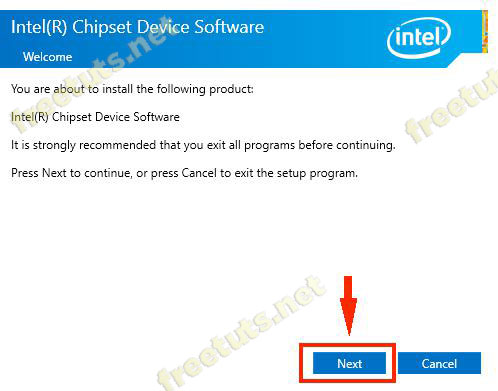 Intel(R) Chipset Device Software
intel
Welcome
freetuts.net
You are about to install the following product:
freetuts
Intel(R) Chipset Device Software
It is strongly recommended that you exit all programs before continuing.
Press Next to continue, or press Cancel to exit the setup program.
freetuts.net
Next
Cancel